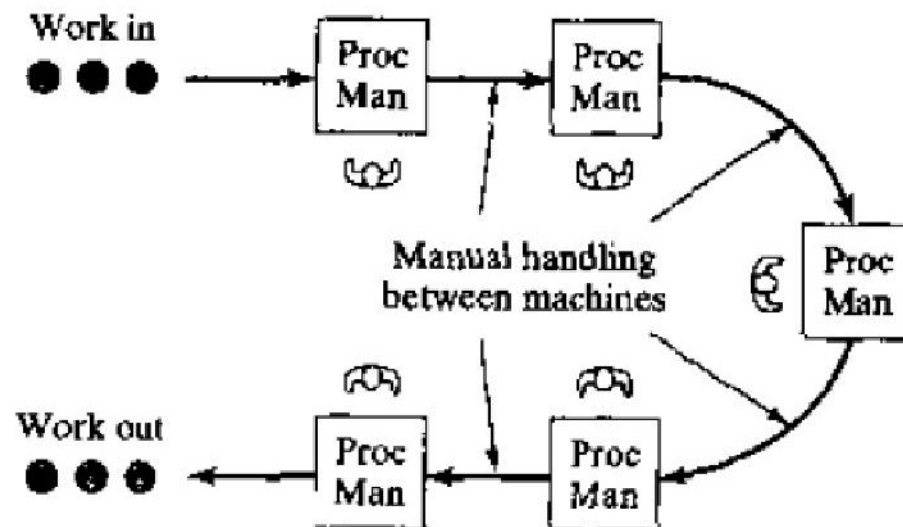 Work in
Proc
Man
Proc
Man
Proc
Man
Manual handling
between machines
Work out
Proc
Man
Proc
Man